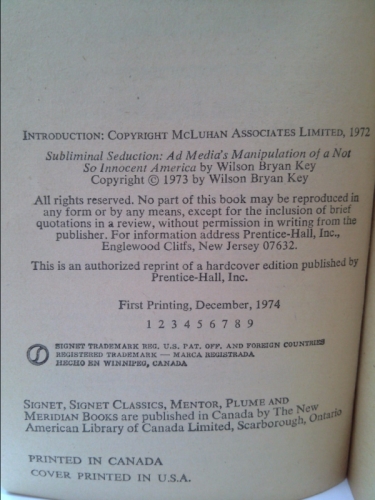 INTRODUCTION: COPYRIGHT MCLUHAN ASSOCIATES LIMITED, 1972
Subliminal Seduction: Ad Media's Manipulation of a Not
So Innocent America by Wilson Bryan Key
Copyright © 1973 by Wilson Bryan Key
All rights reserved. No part of this book may be reproduced in
any form or by any means, except for the inclusion of brief
quotations in a review, without permission in writing from the
publisher. For information address Prentice-Hall, Inc.,
Englewood Cliffs, New Jersey 07632.
This is an authorized reprint of a hardcover edition published by
Prentice-Hall, Inc.
First Printing, December, 1974
1 2 3 4 5 6 7 8 9
SIGNET TRADEMARK REG. U.S. PAT. OFF. AND FOREIGN COUNTRIES
REGISTERED TRADEMARK — MARCA REGISTRADA
HECHO EN WINNIPEG, CANADA
SIGNET, SIGNET CLASSICS, MENTOR, PLUME AND
MERIDIAN BOOKS are published in Canada by The New
American Library of Canada Limited, Scarborough, Ontario
PRINTED IN CANADA
COVER PRINTED IN U.S.A.